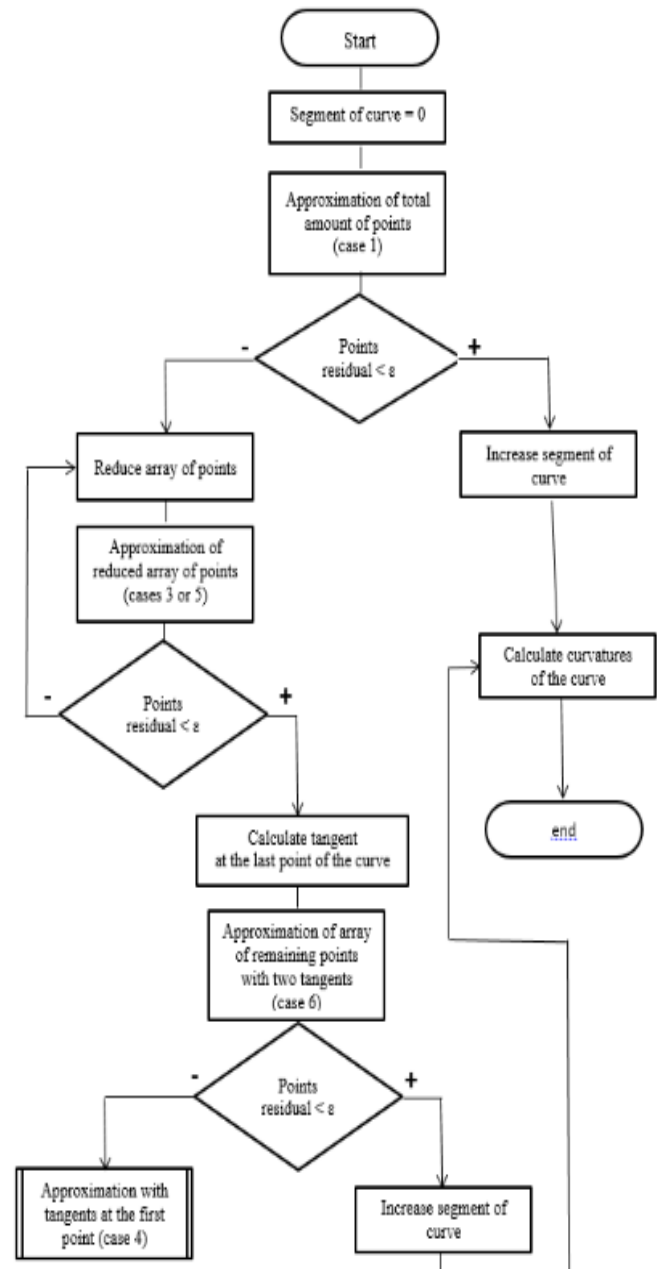 Start
Segment of curve = 0
Approximation of total
amount of points
(case 1)
Points
residual < ε
-
+
Reduce array of points
Increase segment of
curve
Approximation of
reduced array of points
(cases 3 or 5)
Points
residual < ε
-
+
Calculate curvatures
of the curve
end
Calculate tangent
at the last point of the curve
Approximation of array
of remaining points
with two tangents
(case 6)
Points
residual < ε
-
+
Approximation with
tangents at the first
point (case 4)
Increase segment of
curve